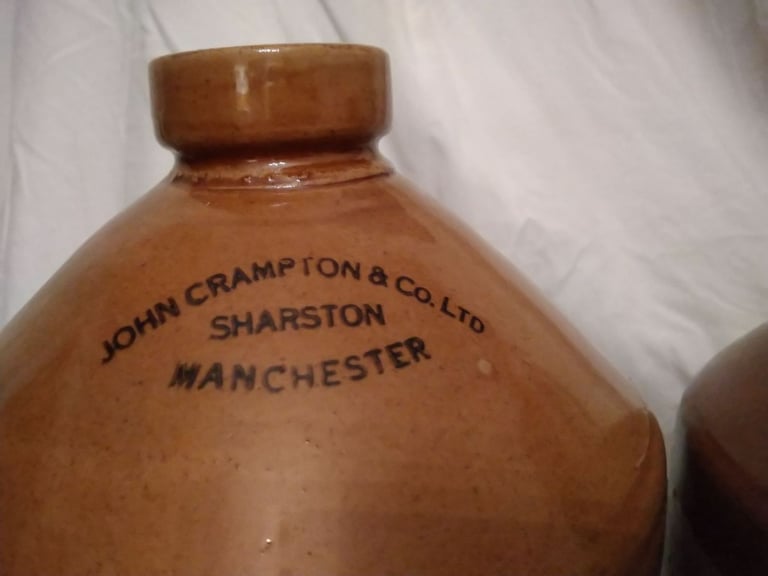 JOHN CRAMPTON & CO. LTD
SHARSTON
MANCHESTER